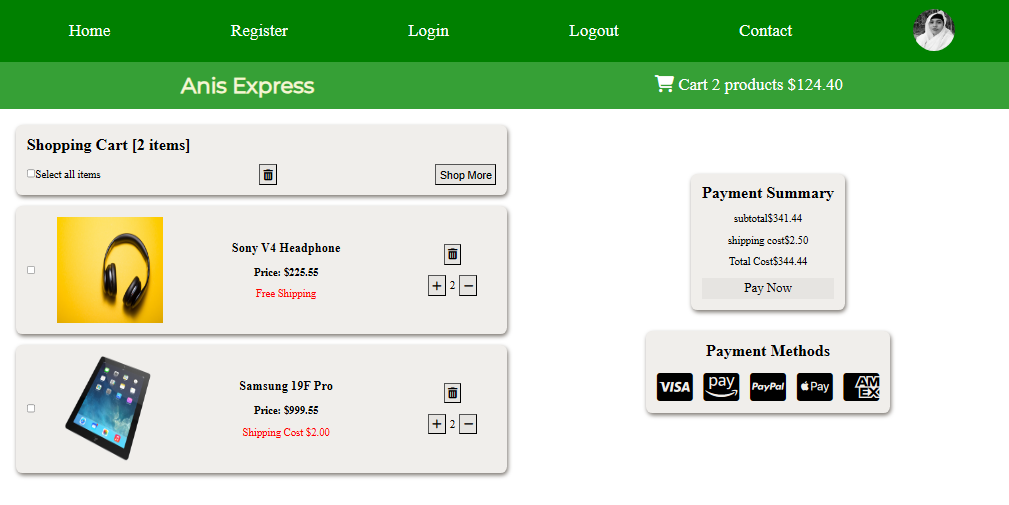 Home Register Login Logout Contact
Anis Express
Cart 2 products $124.40
Shopping Cart [2 items]
Select all items
Shop More
Sony V4 Headphone
Price: $225.55
Free Shipping
+ 2 −
Samsung 19F Pro
Price: $999.55
Shipping Cost $2.00
+ 2 −
Payment Summary
subtotal$341.44
shipping cost$2.50
Total Cost$344.44
Pay Now
Payment Methods
VISA pay PayPal Pay AM EX